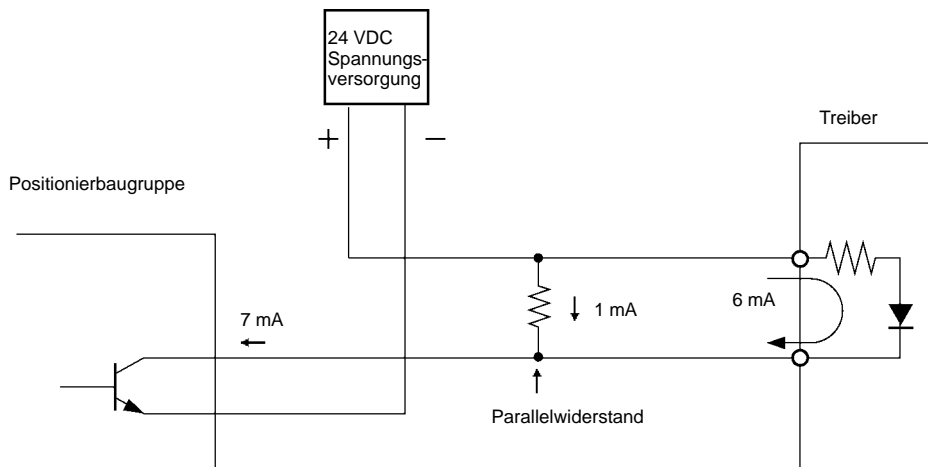 24 VDC
Spannungs-
versorgung
+
−
Treiber
Positionierbaugruppe
7 mA
1 mA
6 mA
Parallelwiderstand